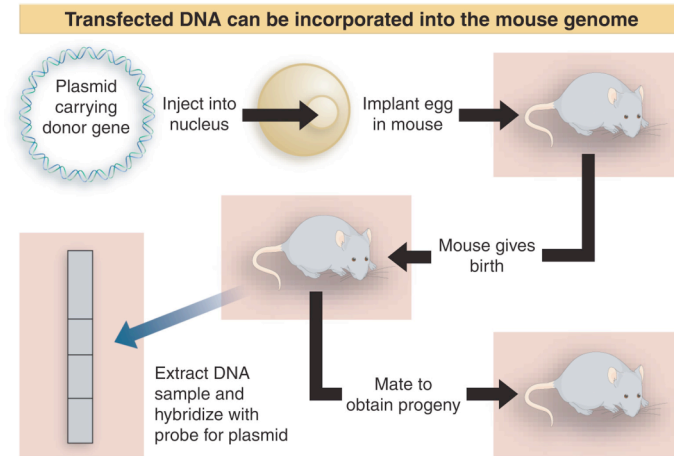 Transfected DNA can be incorporated into the mouse genome
Plasmid
carrying
donor gene
Inject into
nucleus
Implant egg
in mouse
Mouse gives
birth
Extract DNA
sample and
hybridize with
probe for plasmid
Mate to
obtain progeny